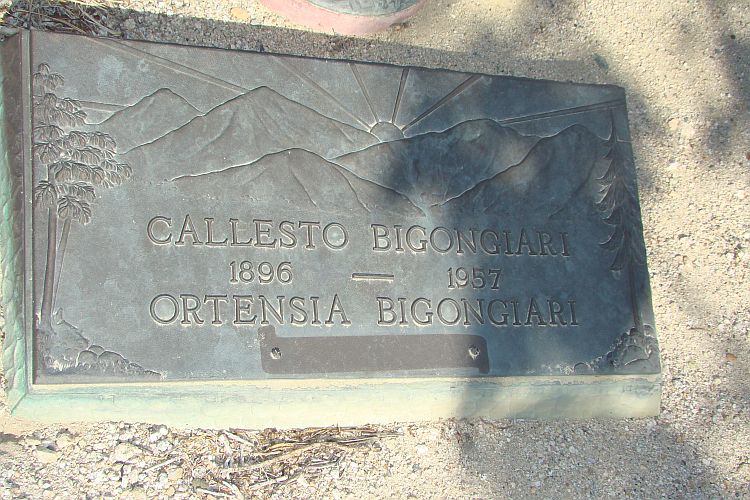 CALLESTO BIGONGIARI
1896 — 1957
ORTENSIA BIGONGIARI